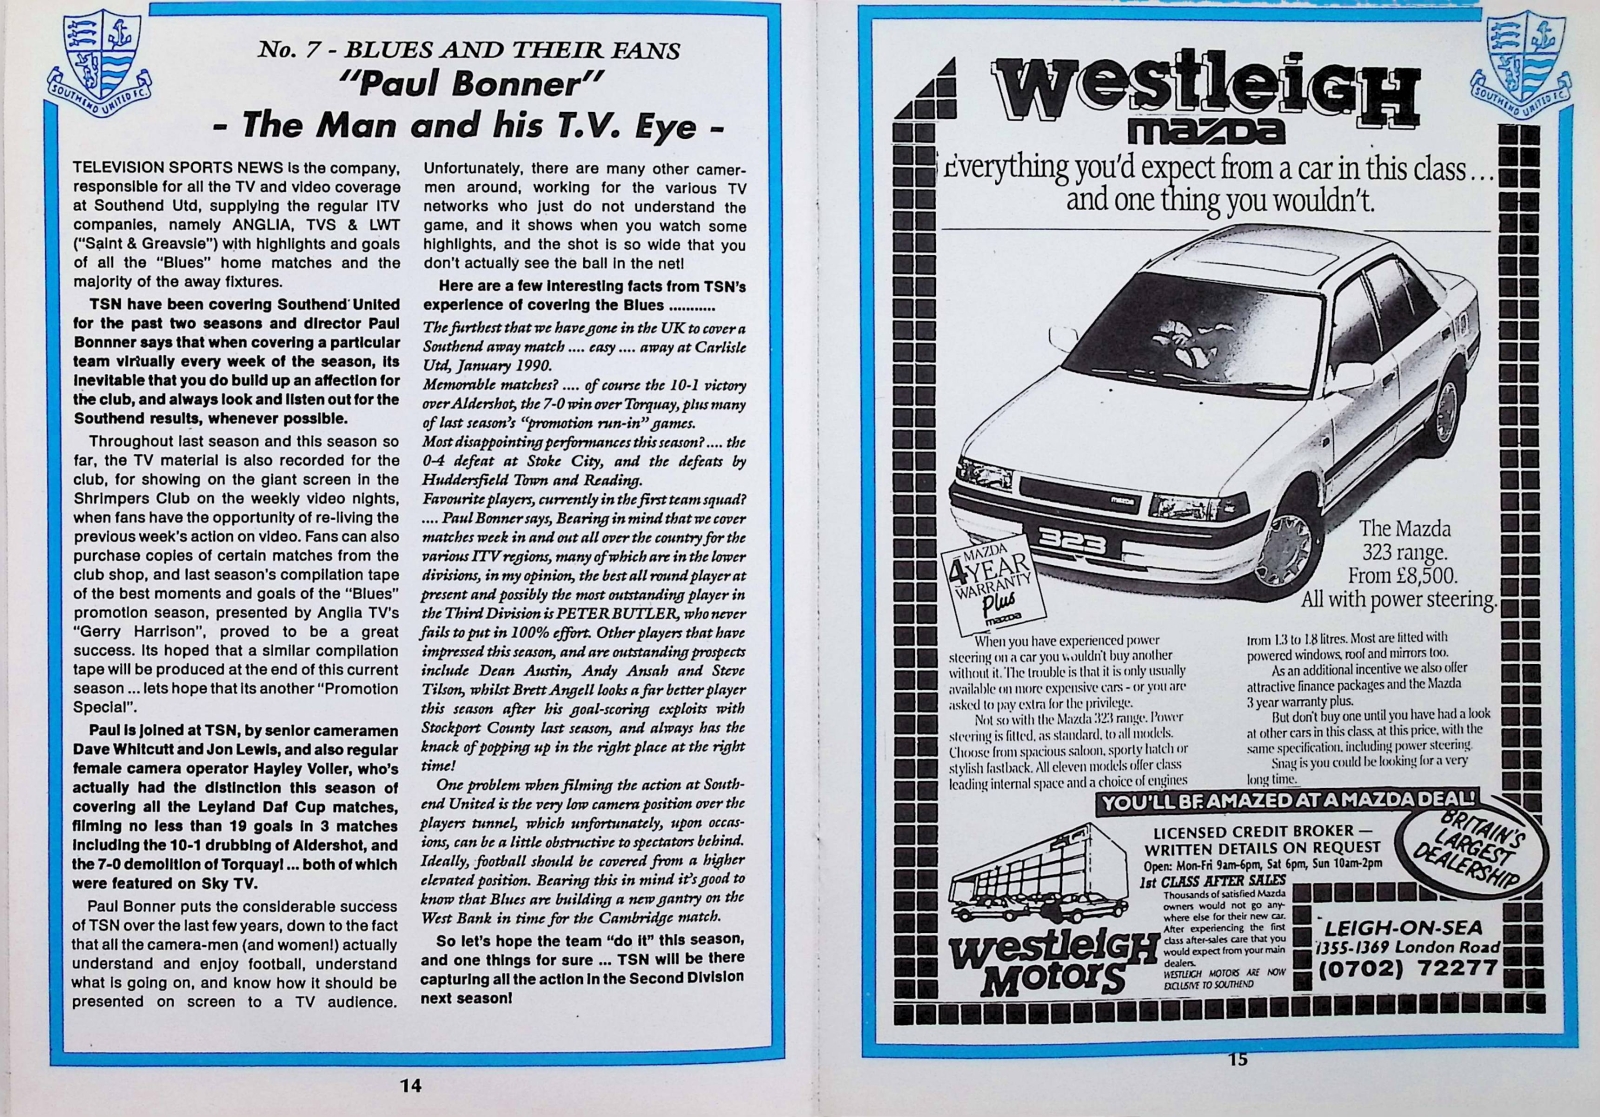 SOUTHEND UNITED F.C.
No. 7 - BLUES AND THEIR FANS
"Paul Bonner"
- The Man and his T.V. Eye -
TELEVISION SPORTS NEWS is the company,
responsible for all the TV and video coverage
at Southend Utd, supplying the regular ITV
companies, namely ANGLIA, TVS & LWT
("Saint & Greavsie") with highlights and goals
of all the "Blues" home matches and the
majority of the away fixtures.
TSN have been covering Southend United
for the past two seasons and director Paul
Bonnner says that when covering a particular
team virtually every week of the season, its
inevitable that you do build up an affection for
the club, and always look and listen out for the
Southend results, whenever possible.
Throughout last season and this season so
far, the TV material is also recorded for the
club, for showing on the giant screen in the
Shrimpers Club on the weekly video nights,
when fans have the opportunity of re-living the
previous week's action on video. Fans can also
purchase copies of certain matches from the
club shop, and last season's compilation tape
of the best moments and goals of the "Blues"
promotion season, presented by Anglia TV's
"Gerry Harrison", proved to be a great
success. Its hoped that a similar compilation
tape will be produced at the end of this current
season ... lets hope that its another "Promotion
Special".
Paul is joined at TSN, by senior cameramen
Dave Whitcutt and Jon Lewis, and also regular
female camera operator Hayley Voller, who's
actually had the distinction this season of
covering all the Leyland Daf Cup matches,
filming no less than 19 goals in 3 matches
including the 10-1 drubbing of Aldershot, and
the 7-0 demolition of Torquay! ... both of which
were featured on Sky TV.
Paul Bonner puts the considerable success
of TSN over the last few years, down to the fact
that all the camera-men (and women!) actually
understand and enjoy football, understand
what is going on, and know how it should be
presented on screen to a TV audience.
Unfortunately, there are many other camer-
men around, working for the various TV
networks who just do not understand the
game, and it shows when you watch some
highlights, and the shot is so wide that you
don't actually see the ball in the net!
Here are a few interesting facts from TSN's
experience of covering the Blues ...........
The furthest that we have gone in the UK to cover a
Southend away match .... easy .... away at Carlisle
Utd, January 1990.
Memorable matches? .... of course the 10-1 victory
over Aldershot, the 7-0 win over Torquay, plus many
of last season's "promotion run-in" games.
Most disappointing performances this season? .... the
0-4 defeat at Stoke City, and the defeats by
Huddersfield Town and Reading.
Favourite players, currently in the first team squad?
.... Paul Bonner says, Bearing in mind that we cover
matches week in and out all over the country for the
various ITV regions, many of which are in the lower
divisions, in my opinion, the best all round player at
present and possibly the most outstanding player in
the Third Division is PETER BUTLER, who never
fails to put in 100% effort. Other players that have
impressed this season, and are outstanding prospects
include Dean Austin, Andy Ansah and Steve
Tilson, whilst Brett Angell looks a far better player
this season after his goal-scoring exploits with
Stockport County last season, and always has the
knack of popping up in the right place at the right
time!
One problem when filming the action at South-
end United is the very low camera position over the
players tunnel, which unfortunately, upon occas-
ions, can be a little obstructive to spectators behind.
Ideally, football should be covered from a higher
elevated position. Bearing this in mind it's good to
know that Blues are building a new gantry on the
West Bank in time for the Cambridge match.
So let's hope the team "do it" this season,
and one things for sure ... TSN will be there
capturing all the action in the Second Division
next season!
14
SOUTHEND UNITED F.C.
Westleigh
mazda
Everything you'd expect from a car in this class...
and one thing you wouldn't.
mazda
323
MAZDA
4 YEAR
WARRANTY
Plus
mazda
The Mazda
323 range.
From £8,500.
All with power steering.
When you have experienced power
steering on a car you wouldn't buy another
without it. The trouble is that it is only usually
available on more expensive cars - or you are
asked to pay extra for the privilege.
Not so with the Mazda 323 range. Power
steering is fitted, as standard, to all models.
Choose from spacious saloon, sporty hatch or
stylish fastback. All eleven models offer class
leading internal space and a choice of engines
from 1.3 to 1.8 litres. Most are fitted with
powered windows, roof and mirrors too.
As an additional incentive we also offer
attractive finance packages and the Mazda
3 year warranty plus.
But don't buy one until you have had a look
at other cars in this class, at this price, with the
same specification, including power steering.
Snag is you could be looking for a very
long time.
YOU'LL BE AMAZED AT A MAZDA DEAL!
LICENSED CREDIT BROKER —
WRITTEN DETAILS ON REQUEST
Open: Mon-Fri 9am-6pm, Sat 6pm, Sun 10am-2pm
BRITAIN'S
LARGEST
DEALERSHIP
1st CLASS AFTER SALES
Thousands of satisfied Mazda
owners would not go any-
where else for their new car.
After experiencing the first
class after-sales care that you
would expect from your main
dealers.
WESTLEIGH MOTORS ARE NOW
EXCLUSIVE TO SOUTHEND
Westleigh
Motors
LEIGH-ON-SEA
1355-1369 London Road
(0702) 72277
15